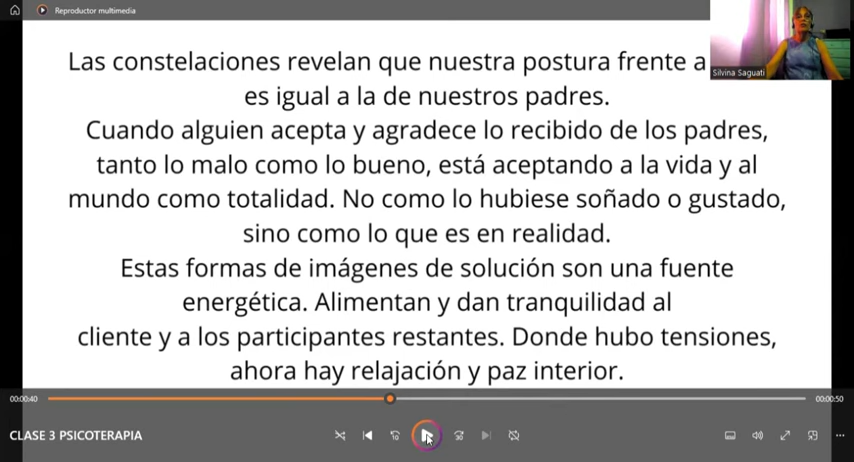 Reproductor multimedia
Silvina Saguati
Las constelaciones revelan que nuestra postura frente a
es igual a la de nuestros padres.
Cuando alguien acepta y agradece lo recibido de los padres,
tanto lo malo como lo bueno, está aceptando a la vida y al
mundo como totalidad. No como lo hubiese soñado o gustado,
sino como lo que es en realidad.
Estas formas de imágenes de solución son una fuente
energética. Alimentan y dan tranquilidad al
cliente y a los participantes restantes. Donde hubo tensiones,
ahora hay relajación y paz interior.
00:00:40
00:00:50
CLASE 3 PSICOTERAPIA
10
30